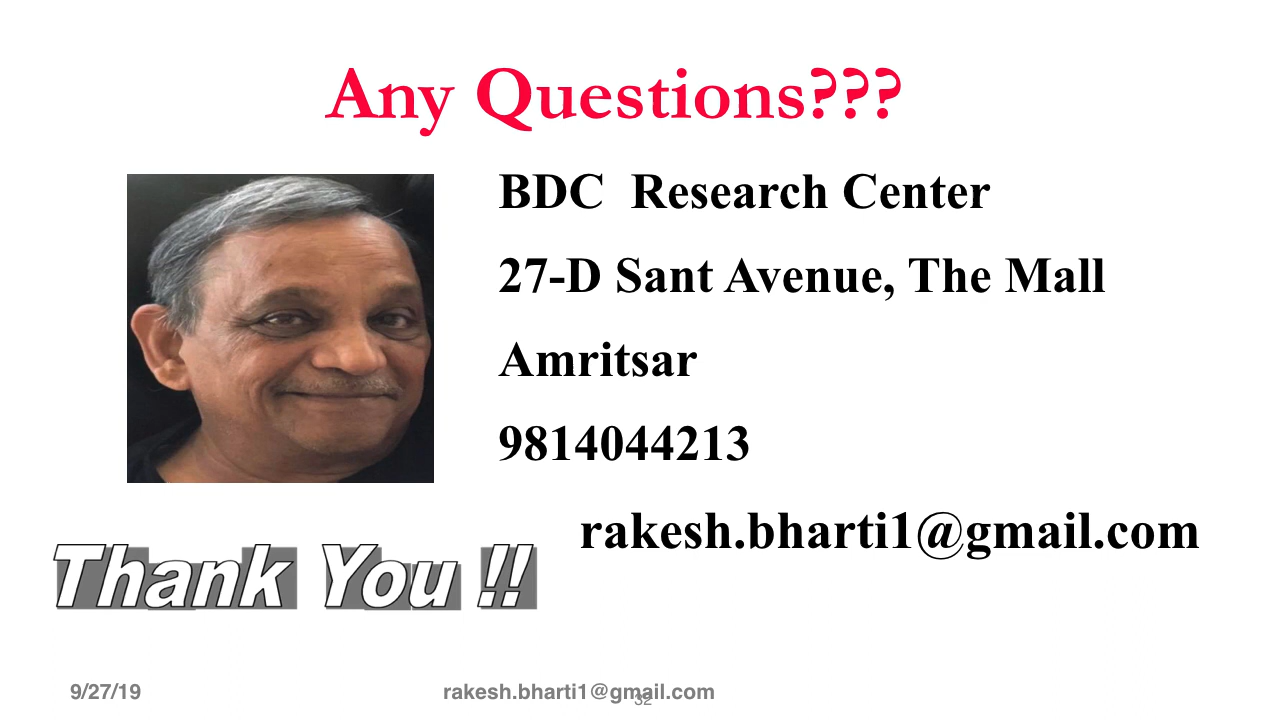 Any Questions???
BDC  Research Center
27-D Sant Avenue, The Mall
Amritsar
9814044213
rakesh.bharti1@gmail.com
Thank You !!
9/27/19
rakesh.bharti1@gmail.com
32